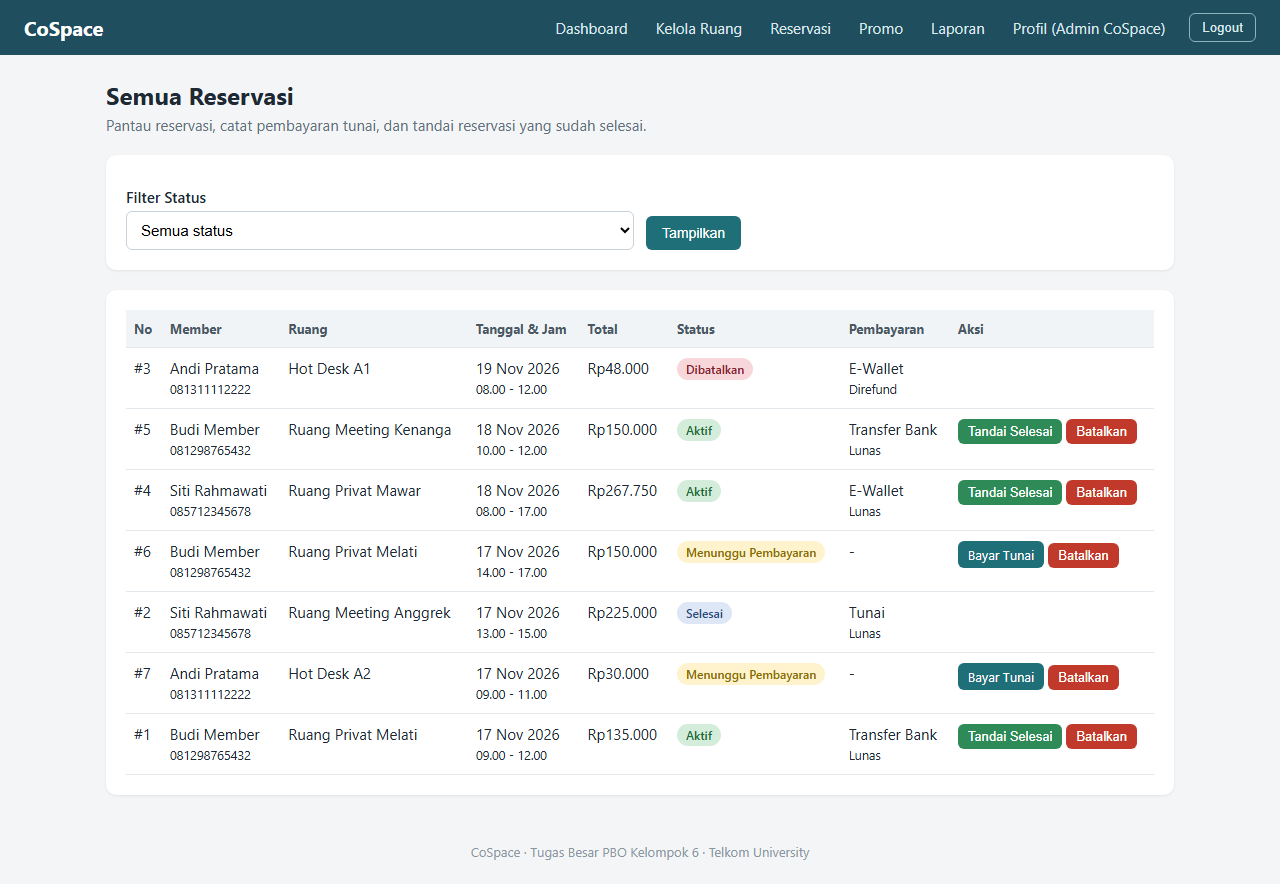 CoSpace Dashboard Kelola Ruang Reservasi Promo Laporan Profil (Admin CoSpace) Logout
Semua Reservasi
Pantau reservasi, catat pembayaran tunai, dan tandai reservasi yang sudah selesai.
Filter Status
Semua status Tampilkan
No Member Ruang Tanggal & Jam Total Status Pembayaran Aksi
#3 Andi Pratama Hot Desk A1 19 Nov 2026 Rp48.000 Dibatalkan E-Wallet
081311112222 08.00 - 12.00 Direfund
#5 Budi Member Ruang Meeting Kenanga 18 Nov 2026 Rp150.000 Aktif Transfer Bank Tandai Selesai Batalkan
081298765432 10.00 - 12.00 Lunas
#4 Siti Rahmawati Ruang Privat Mawar 18 Nov 2026 Rp267.750 Aktif E-Wallet Tandai Selesai Batalkan
085712345678 08.00 - 17.00 Lunas
#6 Budi Member Ruang Privat Melati 17 Nov 2026 Rp150.000 Menunggu Pembayaran - Bayar Tunai Batalkan
081298765432 14.00 - 17.00
#2 Siti Rahmawati Ruang Meeting Anggrek 17 Nov 2026 Rp225.000 Selesai Tunai
085712345678 13.00 - 15.00 Lunas
#7 Andi Pratama Hot Desk A2 17 Nov 2026 Rp30.000 Menunggu Pembayaran - Bayar Tunai Batalkan
081311112222 09.00 - 11.00
#1 Budi Member Ruang Privat Melati 17 Nov 2026 Rp135.000 Aktif Transfer Bank Tandai Selesai Batalkan
081298765432 09.00 - 12.00 Lunas
CoSpace · Tugas Besar PBO Kelompok 6 · Telkom University